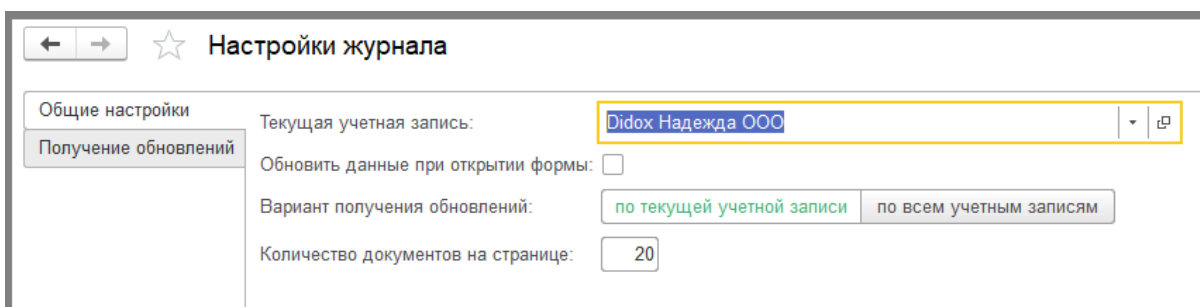 Настройки журнала
Общие настройки
Получение обновлений
Текущая учетная запись: Didox Надежда ООО
Обновить данные при открытии формы:
Вариант получения обновлений: по текущей учетной записи по всем учетным записям
Количество документов на странице: 20